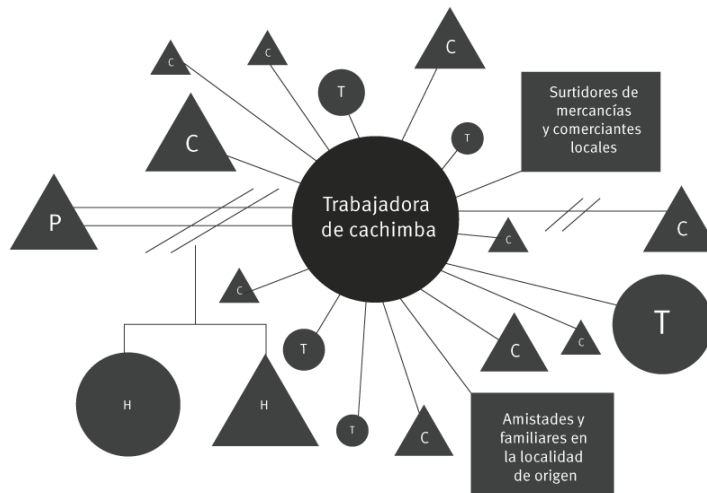 C
C
C
T
C
T
Surtidores de
mercancías
y comerciantes
locales
P
Trabajadora
de cachimba
C
C
C
T
T
C
C
H
H
T
C
Amistades y
familiares en
la localidad
de origen